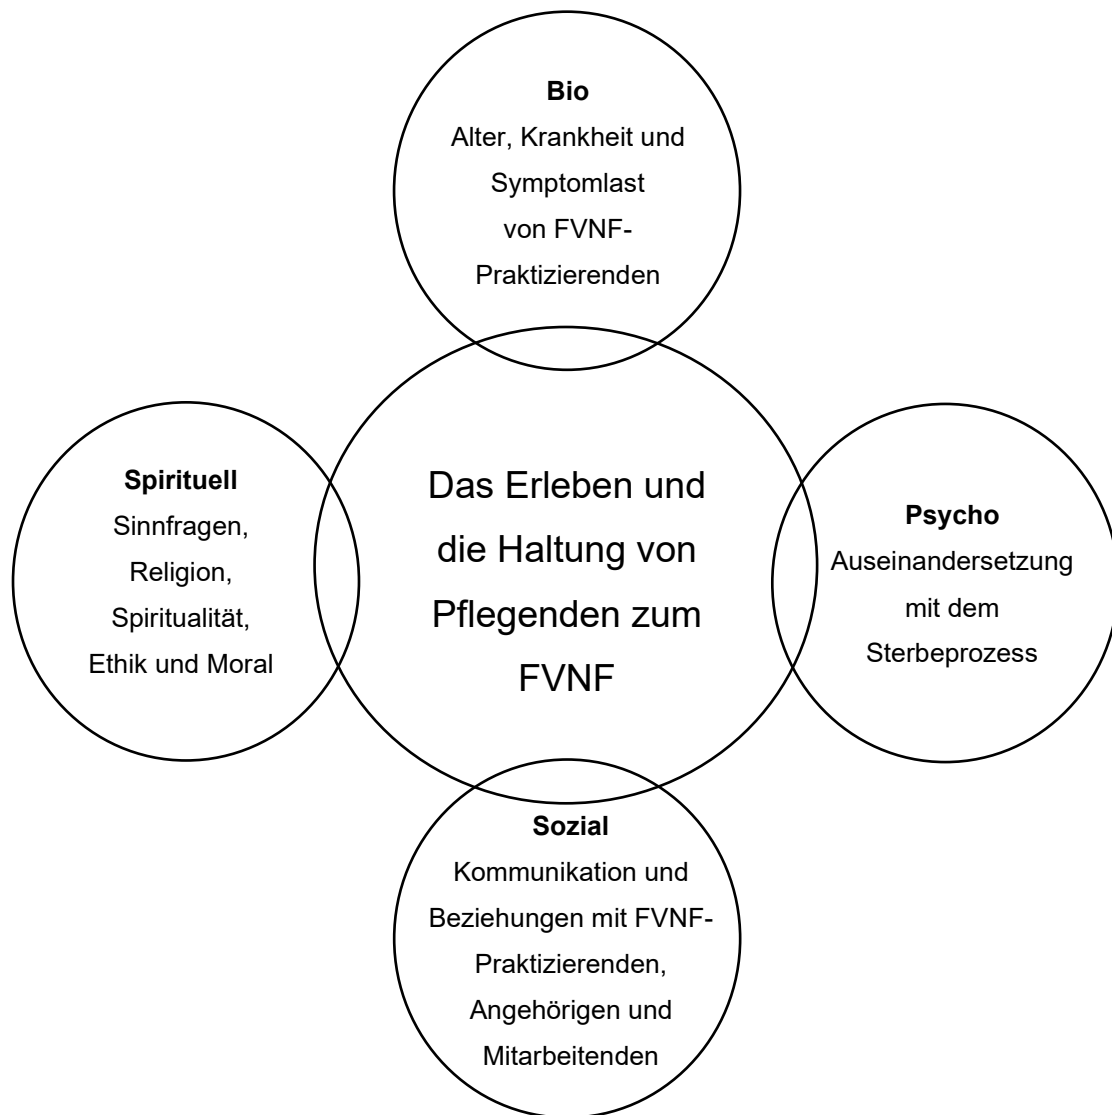 Bio
Alter, Krankheit und
Symptomlast
von FVNF-
Praktizierenden
Spirituell
Sinnfragen,
Religion,
Spiritualität,
Ethik und Moral
Das Erleben und
die Haltung von
Pflegenden zum
FVNF
Psycho
Auseinandersetzung
mit dem
Sterbeprozess
Sozial
Kommunikation und
Beziehungen mit FVNF-
Praktizierenden,
Angehörigen und
Mitarbeitenden